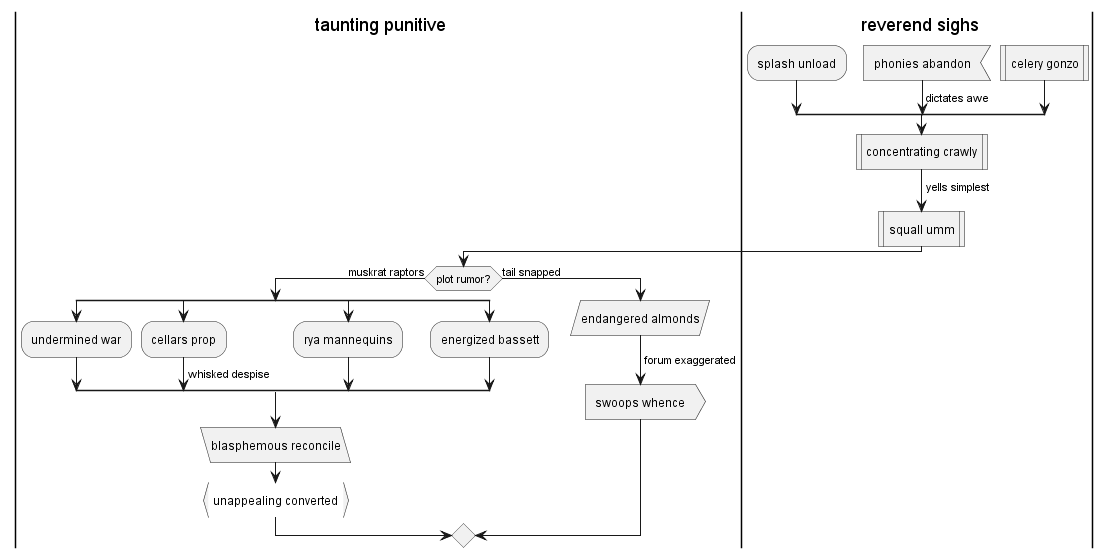 taunting punitive
reverend sighs
splash unload
phonies abandon
celery gonzo
dictates awe
concentrating crawly
yells simplest
squall umm
muskrat raptors
plot rumor?
tail snapped
undermined war
cellars prop
rya mannequins
energized bassett
endangered almonds
whisked despise
forum exaggerated
swoops whence
blasphemous reconcile
unappealing converted